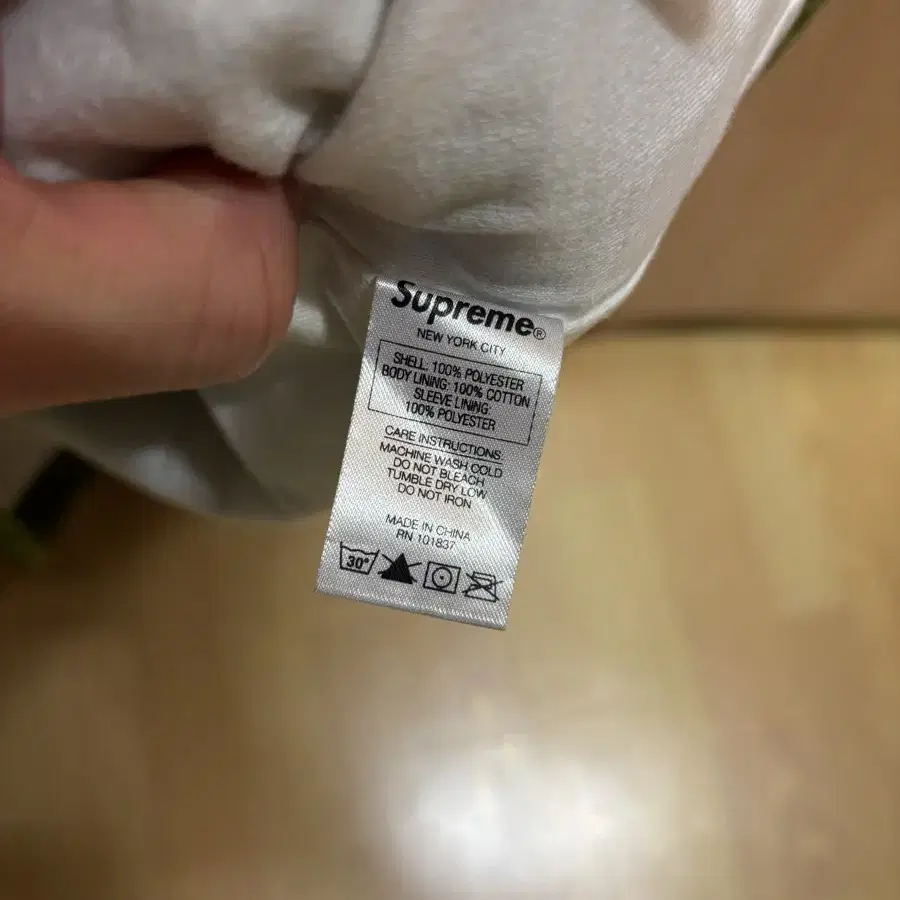 Supreme®
NEW YORK CITY
SHELL: 100% POLYESTER
BODY LINING: 100% COTTON
SLEEVE LINING:
100% POLYESTER
CARE INSTRUCTIONS
MACHINE WASH COLD
DO NOT BLEACH
TUMBLE DRY LOW
DO NOT IRON
MADE IN CHINA
RN 101837
30°